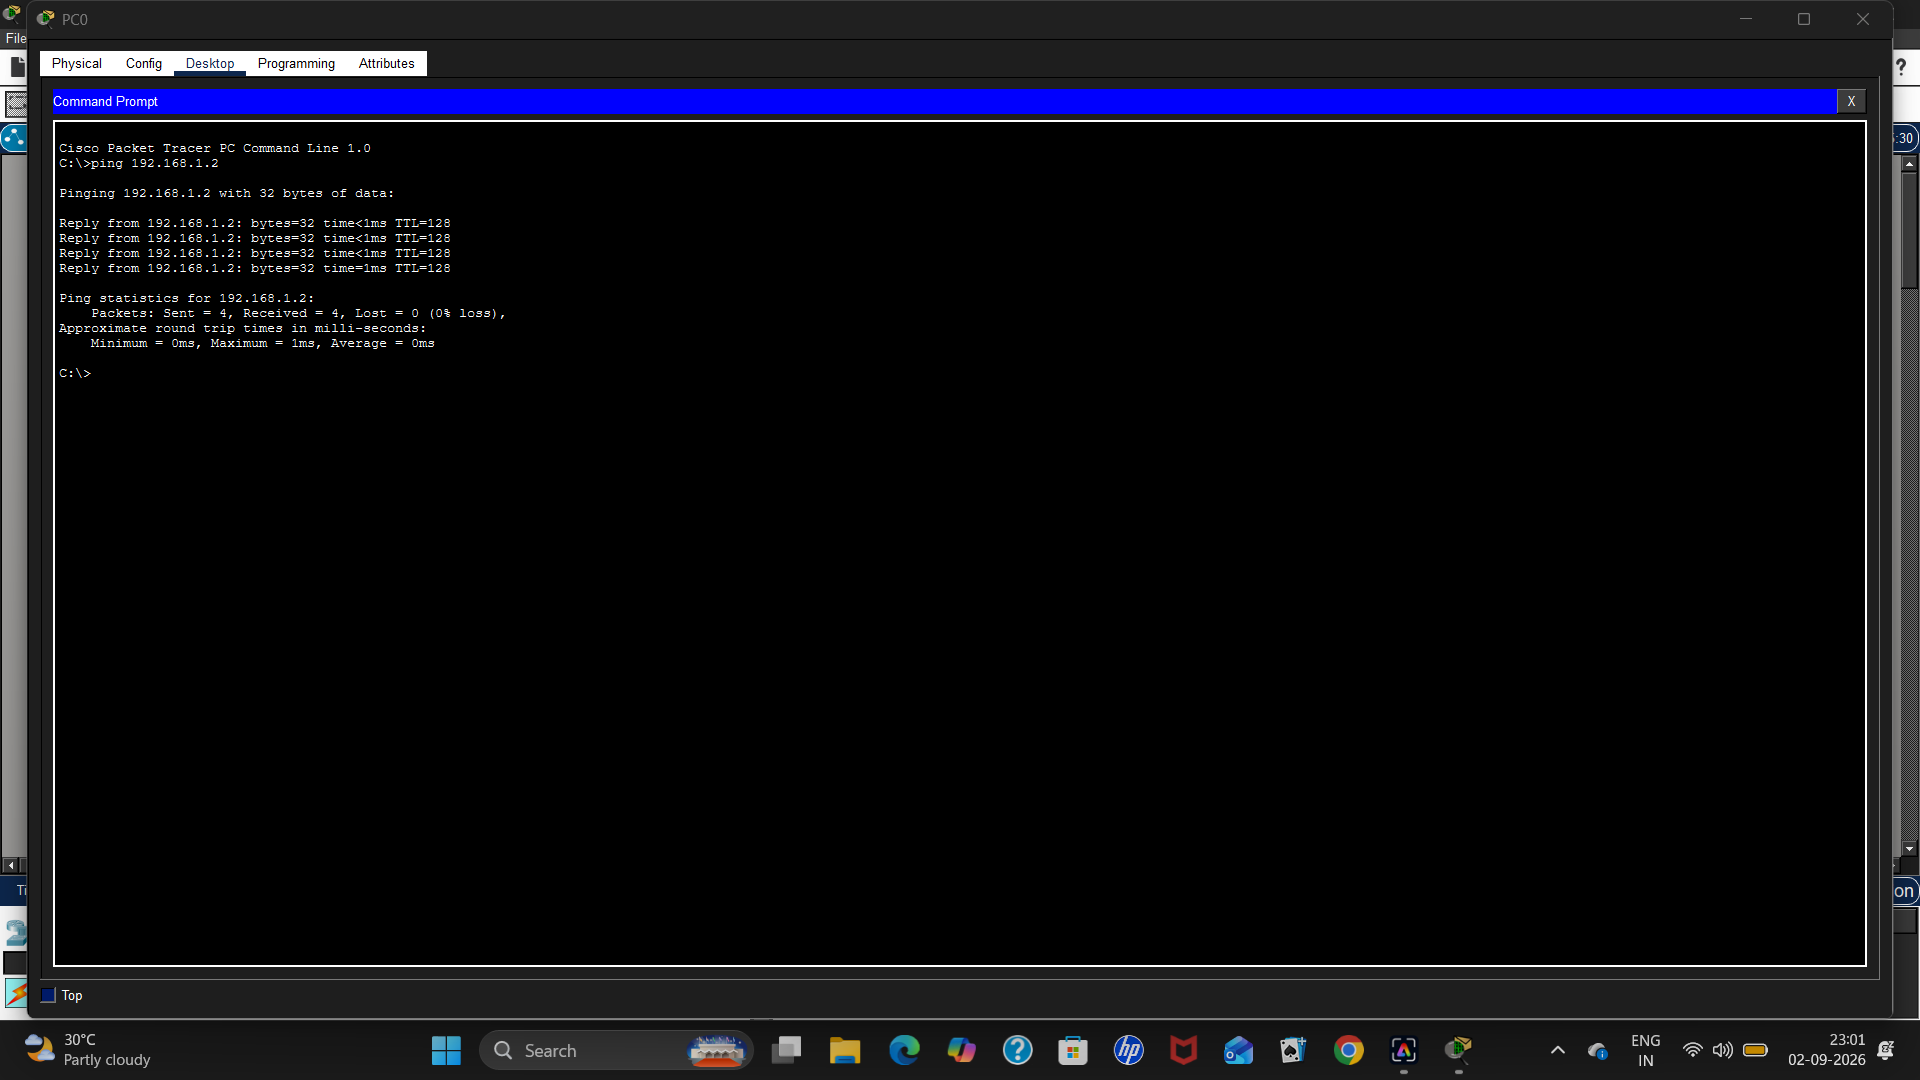 PC0
File
Physical Config Desktop Programming Attributes
?
Command Prompt
X
:30
Cisco Packet Tracer PC Command Line 1.0
C:\>ping 192.168.1.2
Pinging 192.168.1.2 with 32 bytes of data:
Reply from 192.168.1.2: bytes=32 time<1ms TTL=128
Reply from 192.168.1.2: bytes=32 time<1ms TTL=128
Reply from 192.168.1.2: bytes=32 time<1ms TTL=128
Reply from 192.168.1.2: bytes=32 time=1ms TTL=128
Ping statistics for 192.168.1.2:
Packets: Sent = 4, Received = 4, Lost = 0 (0% loss),
Approximate round trip times in milli-seconds:
Minimum = 0ms, Maximum = 1ms, Average = 0ms
C:\>
Ti
on
Top
30°C
Partly cloudy
Search
hp
ENG
IN
23:01
02-09-2026